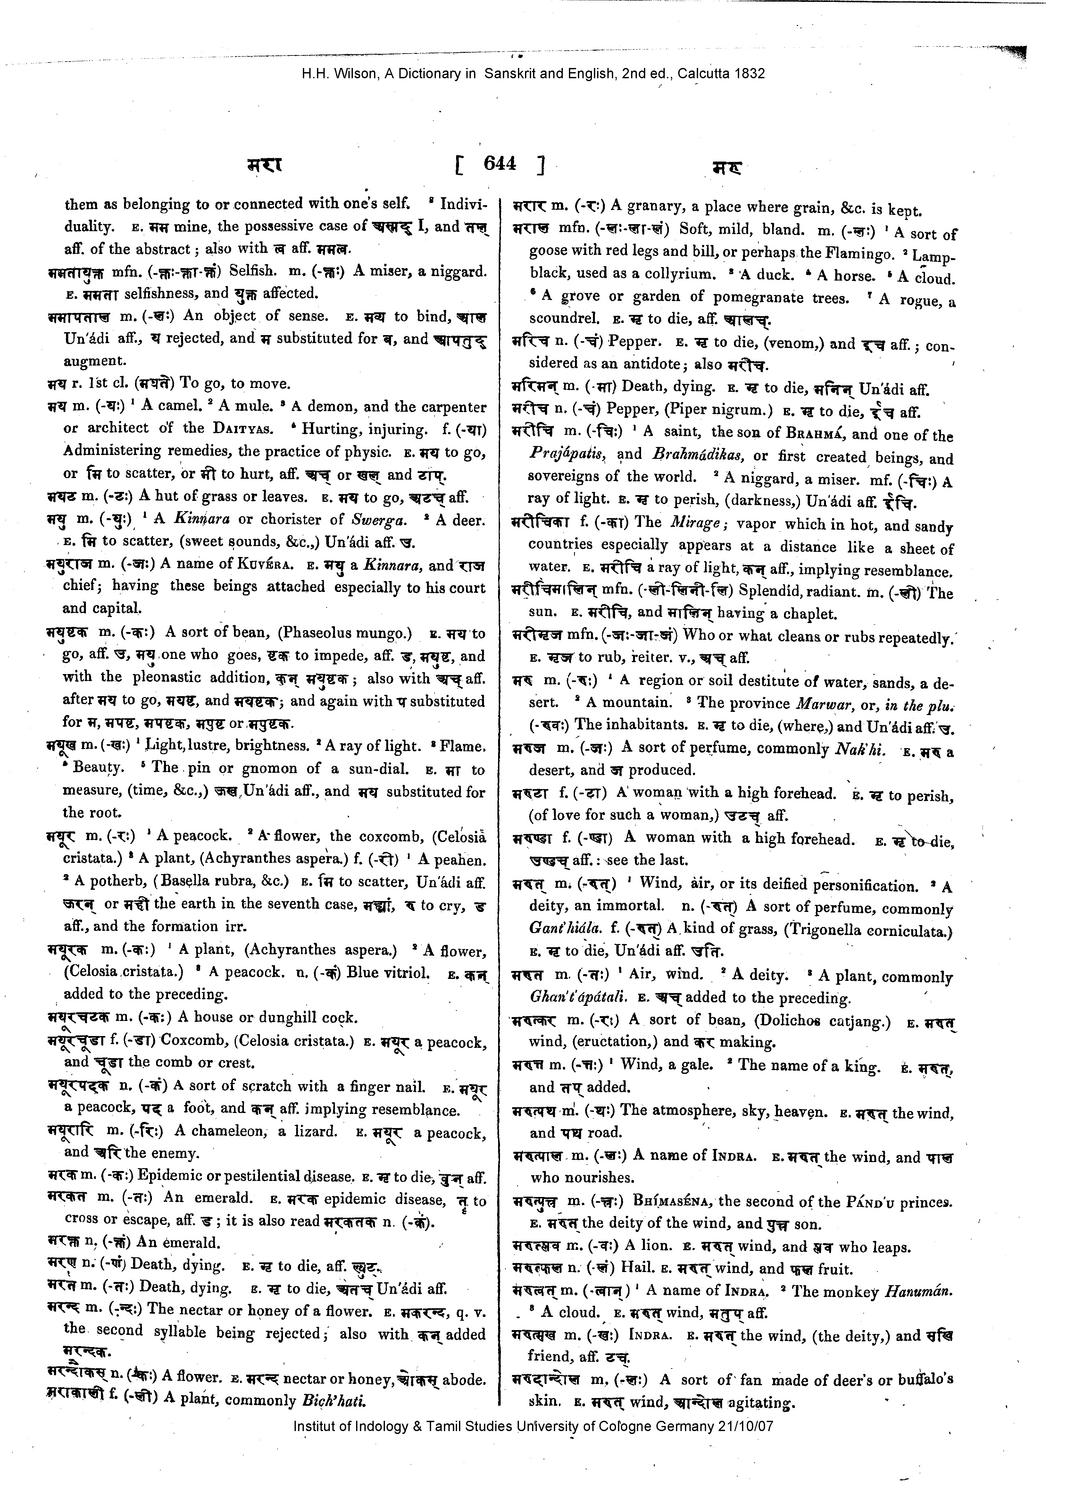 H.H. Wilson, A Dictionary in Sanskrit and English, 2nd ed., Calcutta 1832
मरा [ 644 ] मरु
them as belonging to or connected with one's self. ² Indivi-
duality. E. मम mine, the possessive case of अस्मद् I, and तल्
aff. of the abstract; also with त्व aff. ममत्व.
ममतायुक्त mfn. (-क्तः-क्ता-क्तं) Selfish. m. (-क्तः) A miser, a niggard.
E. ममता selfishness, and युक्त affected.
ममापताल m. (-लः) An object of sense. E. मव्य to bind, आल
Un'ádi aff., य rejected, and म substituted for व, and आपतुट्
augment.
मय r. 1st cl. (मयते) To go, to move.
मय m. (-यः) ¹ A camel. ² A mule. ³ A demon, and the carpenter
or architect of the DAITYAS. ⁴ Hurting, injuring. f. (-या)
Administering remedies, the practice of physic. E. मय to go,
or मि to scatter, or मी to hurt, aff. अच् or खल् and टाप्.
मयट m. (-टः) A hut of grass or leaves. E. मय to go, अटच् aff.
मयु m. (-युः) ¹ A Kinnara or chorister of Swerga. ² A deer.
E. मि to scatter, (sweet sounds, &c.,) Un'ádi aff. उ.
मयुराज m. (-जः) A name of KUVÉRA. E. मयु a Kinnara, and राज
chief; having these beings attached especially to his court
and capital.
मयुष्टक m. (-कः) A sort of bean, (Phaseolus mungo.) E. मय to
go, aff. उ, मयु one who goes, ष्टक to impede, aff. ड, मयुष्ट, and
with the pleonastic addition, कन् मयुष्टक; also with अच् aff.
after मय to go, मयष्ट, and मयष्टक; and again with प substituted
for म, मपष्ट, मपष्टक, मपुष्ट or मपुष्टक.
मयूख m. (-खः) ¹ Light, lustre, brightness. ² A ray of light. ³ Flame.
⁴ Beauty. ⁵ The pin or gnomon of a sun-dial. E. मा to
measure, (time, &c.,) ऊख Un'ádi aff., and मय substituted for
the root.
मयूर m. (-रः) ¹ A peacock. ² A flower, the coxcomb, (Celosia
cristata.) ³ A plant, (Achyranthes aspera.) f. (-री) ¹ A peahen.
² A potherb, (Basella rubra, &c.) E. मि to scatter, Un'ádi aff.
ऊरन् or मही the earth in the seventh case, मह्यां, रु to cry, ड
aff., and the formation irr.
मयूरक m. (-कः) ¹ A plant, (Achyranthes aspera.) ² A flower,
(Celosia cristata.) ³ A peacock. n. (-कं) Blue vitriol. E. कन्
added to the preceding.
मयूरचटक m. (-कः) A house or dunghill cock.
मयूरचूडा f. (-डा) Coxcomb, (Celosia cristata.) E. मयूर a peacock,
and चूडा the comb or crest.
मयूरपदक n. (-कं) A sort of scratch with a finger nail. E. मयूर
a peacock, पद a foot, and कन् aff. implying resemblance.
मयूरारि m. (-रिः) A chameleon, a lizard. E. मयूर a peacock,
and अरि the enemy.
मरक m. (-कः) Epidemic or pestilential disease. E. मृ to die, वुन् aff.
मरकत m. (-तः) An emerald. E. मरक epidemic disease, तॄ to
cross or escape, aff. ड; it is also read मरकतक n. (-कं).
मरक्त n. (-क्तं) An emerald.
मरण n. (-णं) Death, dying. E. मृ to die, aff. ल्युट्.
मरत m. (-तः) Death, dying. E. मृ to die, अतच् Un'ádi aff.
मरन्द m. (-न्दः) The nectar or honey of a flower. E. मकरन्द, q. v.
the second syllable being rejected; also with कन् added
मरन्दक.
मरन्दौकस् n. (-कः) A flower. E. मरन्द nectar or honey, ओकस् abode.
मराकाली f. (-ली) A plant, commonly Bich'hati.
मरार m. (-रः) A granary, a place where grain, &c. is kept.
मराल mfn. (-लः-ला-लं) Soft, mild, bland. m. (-लः) ¹ A sort of
goose with red legs and bill, or perhaps the Flamingo. ² Lamp-
black, used as a collyrium. ³ A duck. ⁴ A horse. ⁵ A cloud.
⁶ A grove or garden of pomegranate trees. ⁷ A rogue, a
scoundrel. E. मृ to die, aff. आलच्.
मरिच n. (-चं) Pepper. E. मृ to die, (venom,) and इच aff.; con-
sidered as an antidote; also मरीच.
मरिमन् m. (-मा) Death, dying. E. मृ to die, मनिन् Un'ádi aff.
मरीच n. (-चं) Pepper, (Piper nigrum.) E. मृ to die, ईच aff.
मरीचि m. (-चिः) ¹ A saint, the son of BRAHMÁ, and one of the
Prajápatis, and Brahmádikas, or first created beings, and
sovereigns of the world. ² A niggard, a miser. mf. (-चिः) A
ray of light. E. मृ to perish, (darkness,) Un'ádi aff. ईचि.
मरीचिका f. (-का) The Mirage; vapor which in hot, and sandy
countries especially appears at a distance like a sheet of
water. E. मरीचि a ray of light, कन् aff., implying resemblance.
मरीचिमालिन् mfn. (-ली-लिनी-लि) Splendid, radiant. m. (-ली) The
sun. E. मरीचि, and मालिन् having a chaplet.
मरीमृज mfn. (-जः-जा-जं) Who or what cleans or rubs repeatedly.
E. मृज to rub, reiter. v., अच् aff.
मरु m. (-रुः) ¹ A region or soil destitute of water, sands, a de-
sert. ² A mountain. ³ The province Marwar, or, in the plu.
(-रवः) The inhabitants. E. मृ to die, (where,) and Un'ádi aff. उ.
मरुज m. (-जः) A sort of perfume, commonly Nak'hi. E. मरु a
desert, and ज produced.
मरुटा f. (-टा) A woman with a high forehead. E. मृ to perish,
(of love for such a woman,) उटच् aff.
मरुण्डा f. (-ण्डा) A woman with a high forehead. E. मृ to die,
उण्डच् aff.: see the last.
मरुत् m. (-रुत्) ¹ Wind, air, or its deified personification. ² A
deity, an immortal. n. (-रुत्) A sort of perfume, commonly
Gant'hiála. f. (-रुत्) A kind of grass, (Trigonella corniculata.)
E. मृ to die, Un'ádi aff. उति.
मरुत m. (-तः) ¹ Air, wind. ² A deity. ³ A plant, commonly
Ghan't'ápátali. E. अच् added to the preceding.
मरुत्कर m. (-रः) A sort of bean, (Dolichos catjang.) E. मरुत्
wind, (eructation,) and कर making.
मरुत्त m. (-त्तः) ¹ Wind, a gale. ² The name of a king. E. मरुत्,
and तप् added.
मरुत्पथ m. (-थः) The atmosphere, sky, heaven. E. मरुत् the wind,
and पथ road.
मरुत्पाल m. (-लः) A name of INDRA. E. मरुत् the wind, and पाल
who nourishes.
मरुत्पुत्त्र m. (-त्त्रः) BHÍMASÉNA, the second of the PÁND'U princes.
E. मरुत् the deity of the wind, and पुत्त्र son.
मरुत्प्लव m. (-वः) A lion. E. मरुत् wind, and प्लव who leaps.
मरुत्फल n. (-लं) Hail. E. मरुत् wind, and फल fruit.
मरुत्वत् m. (-त्वान्) ¹ A name of INDRA. ² The monkey Hanumán.
³ A cloud. E. मरुत् wind, मतुप् aff.
मरुत्सख m. (-खः) INDRA. E. मरुत् the wind, (the deity,) and सखि
friend, aff. टच्.
मरुदान्दोल m. (-लः) A sort of fan made of deer's or buffalo's
skin. E. मरुत् wind, आन्दोल agitating.
Institut of Indology & Tamil Studies University of Cologne Germany 21/10/07